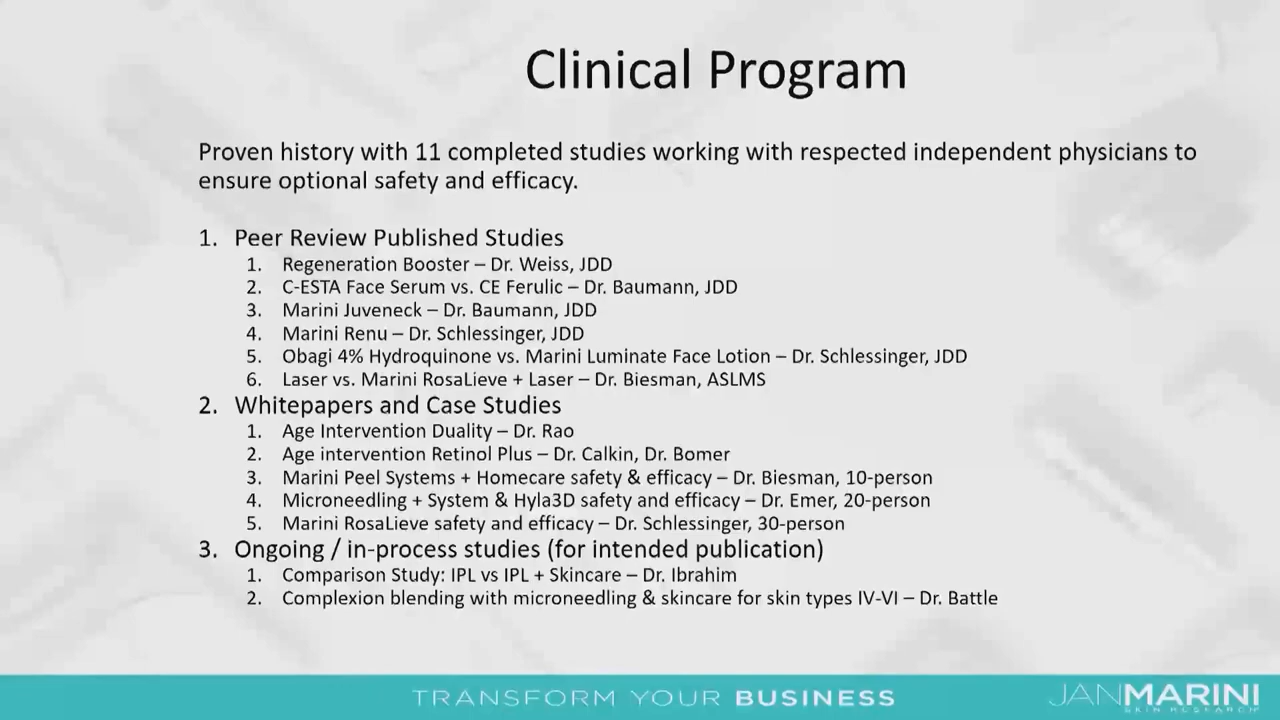 Clinical Program
Proven history with 11 completed studies working with respected independent physicians to
ensure optional safety and efficacy.
1. Peer Review Published Studies
1. Regeneration Booster – Dr. Weiss, JDD
2. C-ESTA Face Serum vs. CE Ferulic – Dr. Baumann, JDD
3. Marini Juveneck – Dr. Baumann, JDD
4. Marini Renu – Dr. Schlessinger, JDD
5. Obagi 4% Hydroquinone vs. Marini Luminate Face Lotion – Dr. Schlessinger, JDD
6. Laser vs. Marini RosaLieve + Laser – Dr. Biesman, ASLMS
2. Whitepapers and Case Studies
1. Age Intervention Duality – Dr. Rao
2. Age intervention Retinol Plus – Dr. Calkin, Dr. Bomer
3. Marini Peel Systems + Homecare safety & efficacy – Dr. Biesman, 10-person
4. Microneedling + System & Hyla3D safety and efficacy – Dr. Emer, 20-person
5. Marini RosaLieve safety and efficacy – Dr. Schlessinger, 30-person
3. Ongoing / in-process studies (for intended publication)
1. Comparison Study: IPL vs IPL + Skincare – Dr. Ibrahim
2. Complexion blending with microneedling & skincare for skin types IV-VI – Dr. Battle
TRANSFORM YOUR BUSINESS
JANMARINI
SKIN RESEARCH